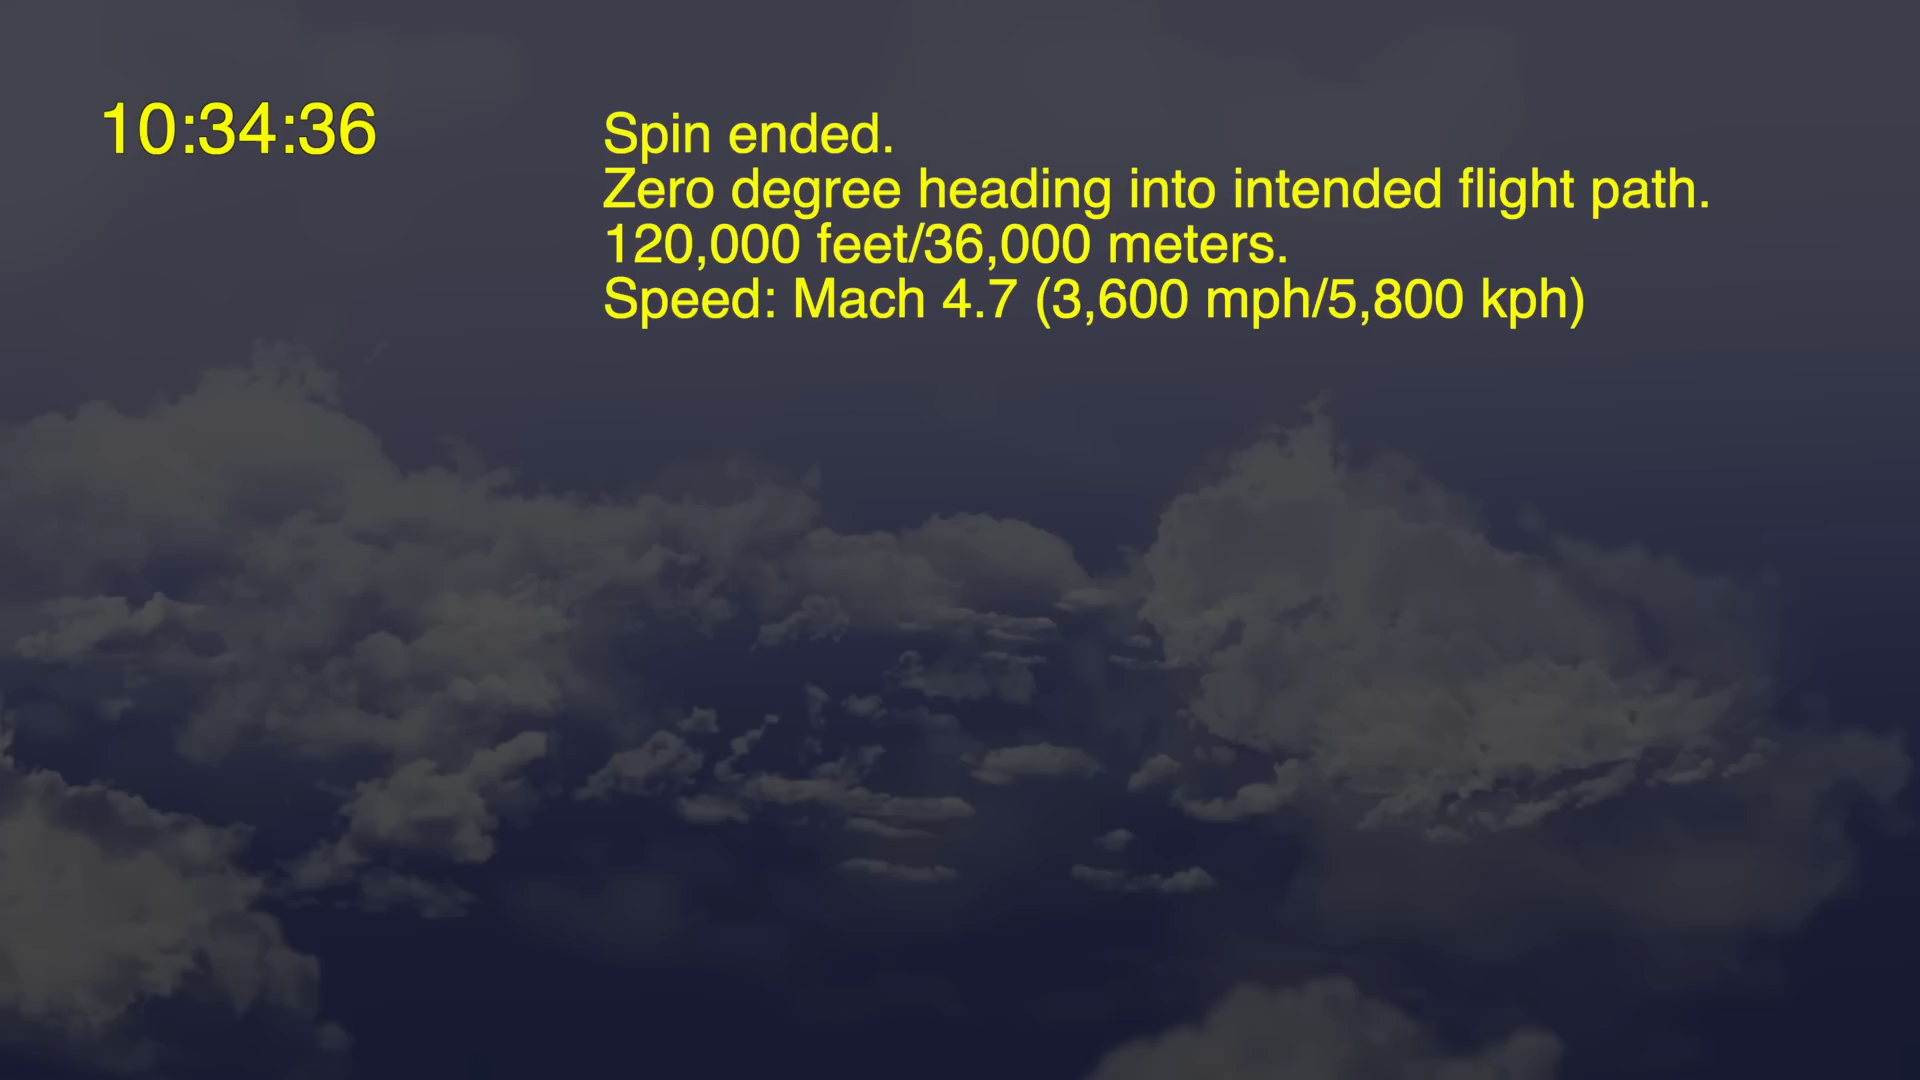 10:34:36
Spin ended.
Zero degree heading into intended flight path.
120,000 feet/36,000 meters.
Speed: Mach 4.7 (3,600 mph/5,800 kph)